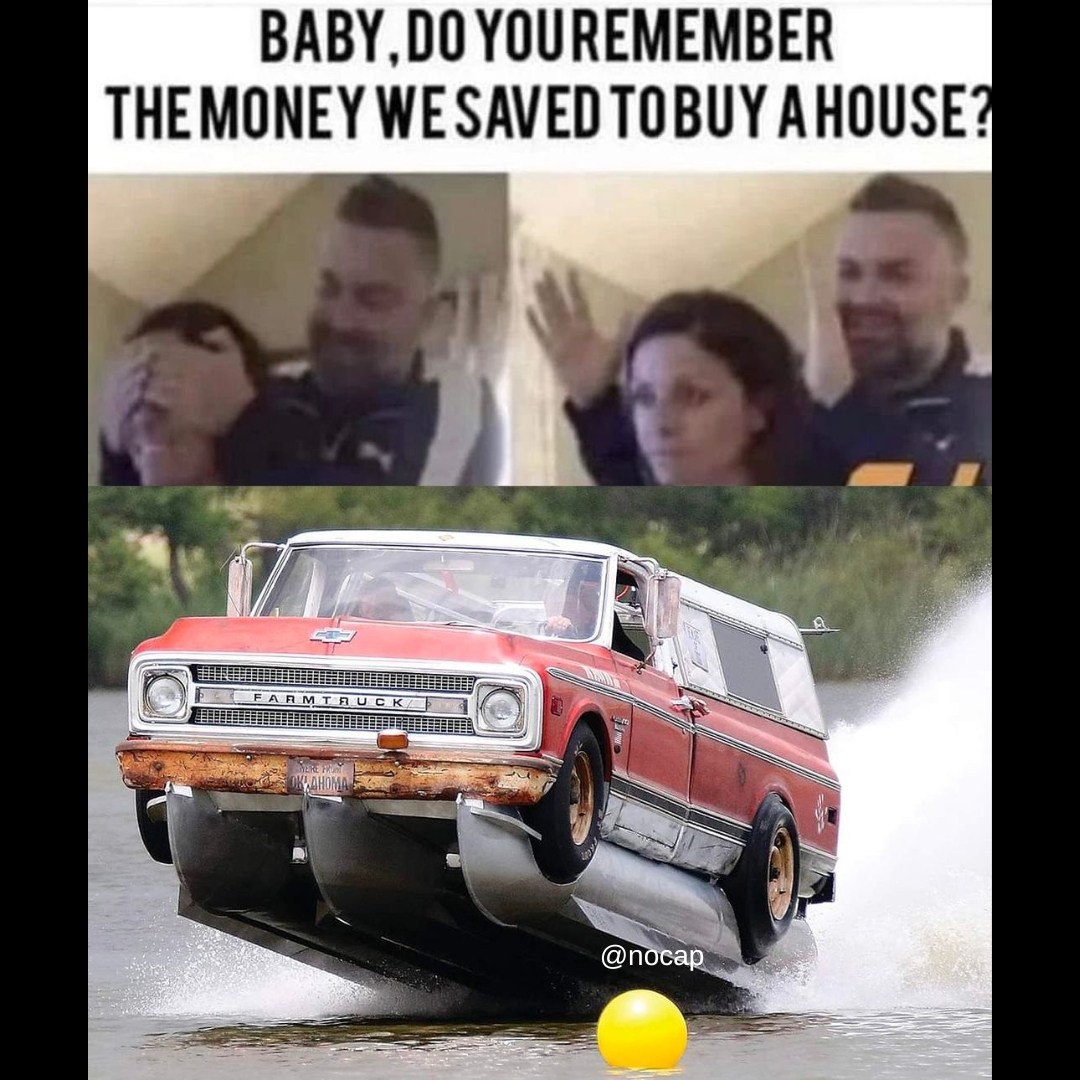 BABY, DO YOU REMEMBER
THE MONEY WE SAVED TO BUY A HOUSE?
FARMTRUCK
OKLAHOMA
@nocap